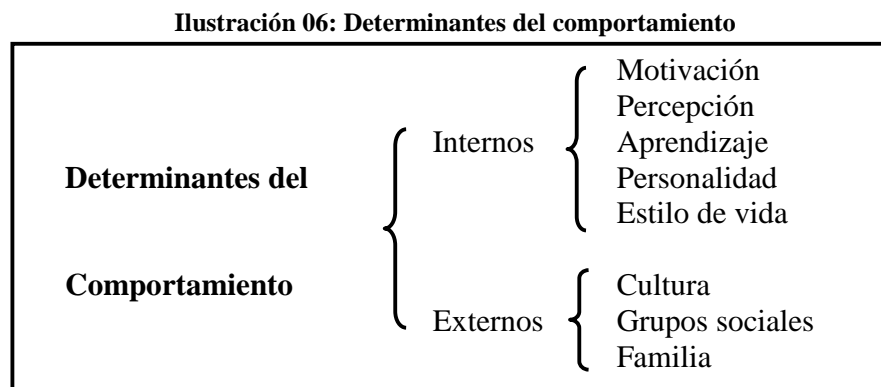 Ilustración 06: Determinantes del comportamiento
Determinantes del
Comportamiento
Internos
Motivación
Percepción
Aprendizaje
Personalidad
Estilo de vida
Externos
Cultura
Grupos sociales
Familia